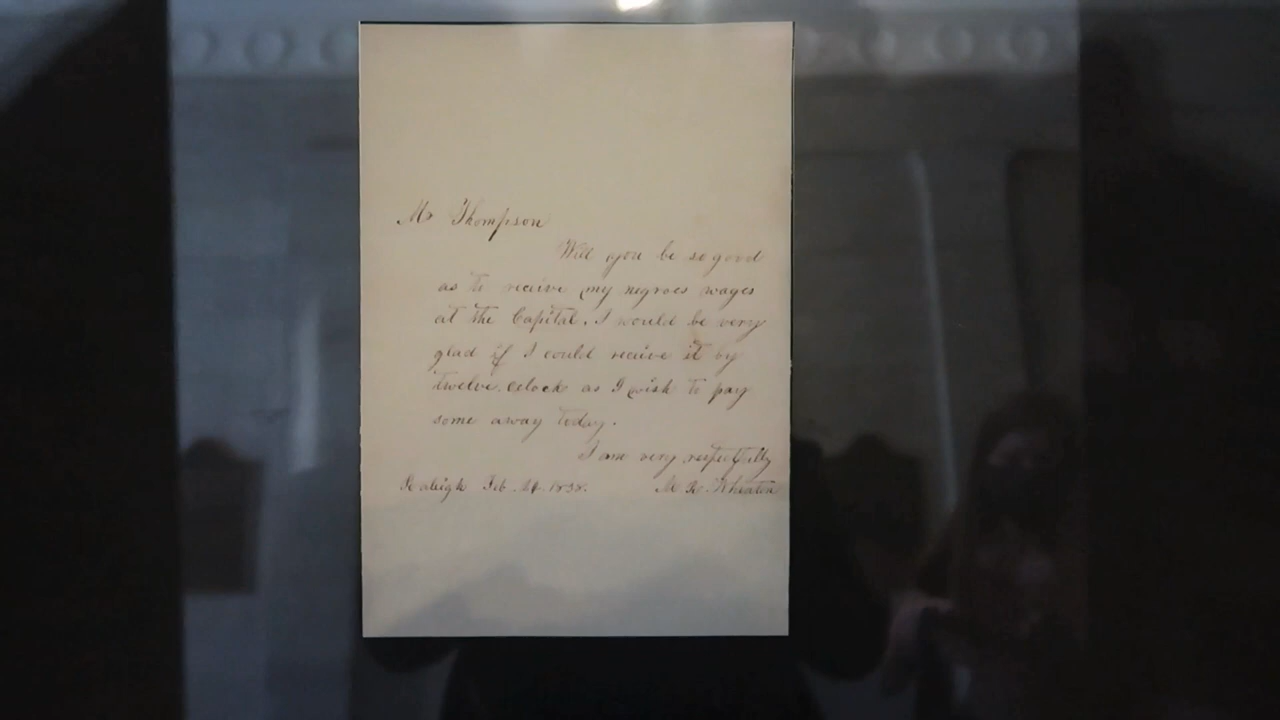 Mr Thompson
Will you be so good
as to receive my negroes wages
at the Capital. I would be very
glad if I could receive it by
twelve Oclock as I wish to pay
some away today.
I am very respectfully
Raleigh Feb. 1838. M. R. Wheaton